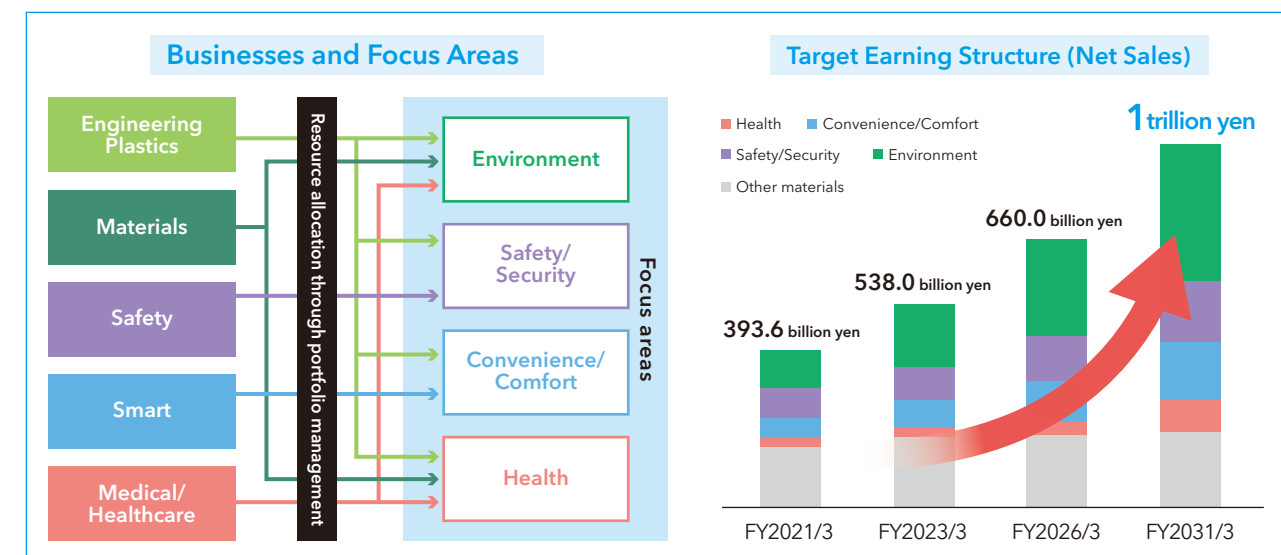 Businesses and Focus Areas
Engineering
Plastics
Materials
Safety
Smart
Medical/
Healthcare
Resource allocation through portfolio management
Environment
Safety/
Security
Convenience/
Comfort
Health
Focus areas
Target Earning Structure (Net Sales)
Health
Convenience/Comfort
Safety/Security
Environment
Other materials
393.6 billion yen
538.0 billion yen
660.0 billion yen
1 trillion yen
FY2021/3
FY2023/3
FY2026/3
FY2031/3